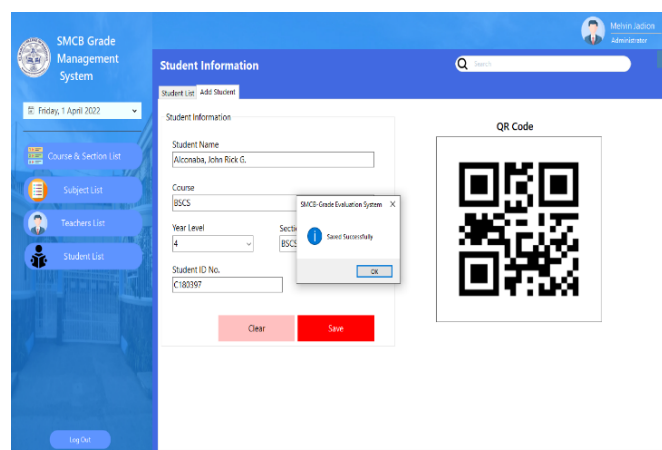 SMCB Grade
Management
System
Melvin Jadion
Administrator
Student Information
Search
Friday, 1 April 2022
Student List Add Student
Course & Section List
Subject List
Teachers List
Student List
Log Out
Student Information
Student Name
Alconaba, John Rick G.
Course
BSCS
Year Level
4
BSCS
Student ID No.
C180397
Clear Save
SMCB-Grade Evaluation System X
Saved Successfully
OK
QR Code